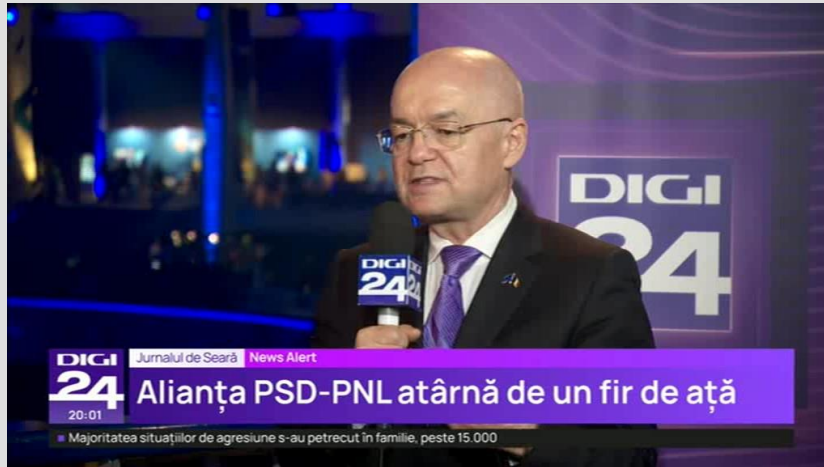 DIGI
24
DIGI
24
24
DIGI
24
20:01
Jurnalul de Seară
News Alert
Alianța PSD-PNL atârnă de un fir de ață
Majoritatea situațiilor de agresiune s-au petrecut în familie, peste 15.000